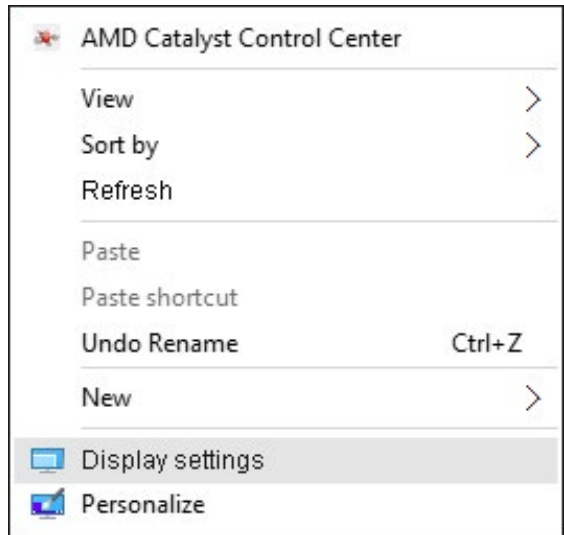 AMD Catalyst Control Center
View
Sort by
Refresh
Paste
Paste shortcut
Undo Rename Ctrl+Z
New
Display settings
Personalize